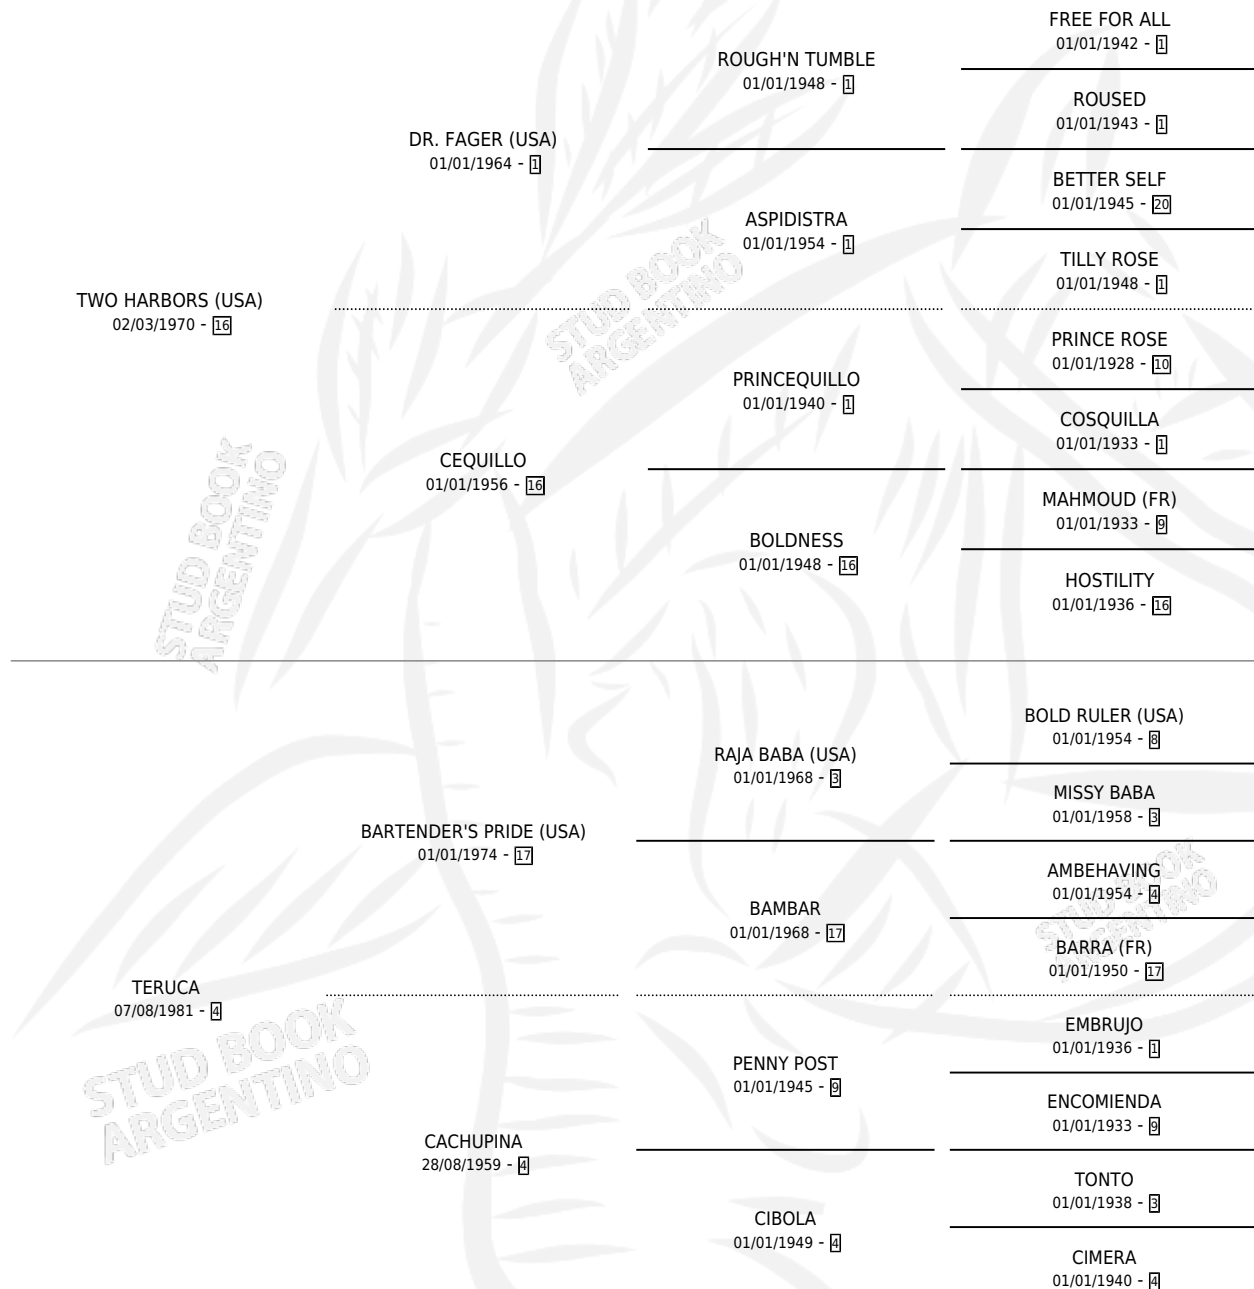 FREE FOR ALL
01/01/1942 - 1
ROUGH'N TUMBLE
01/01/1948 - 1
ROUSED
01/01/1943 - 1
DR. FAGER (USA)
01/01/1964 - 1
BETTER SELF
01/01/1945 - 20
ASPIDISTRA
01/01/1954 - 1
TILLY ROSE
01/01/1948 - 1
TWO HARBORS (USA)
02/03/1970 - 16
PRINCE ROSE
01/01/1928 - 10
PRINCEQUILLO
01/01/1940 - 1
COSQUILLA
01/01/1933 - 1
CEQUILLO
01/01/1956 - 16
MAHMOUD (FR)
01/01/1933 - 9
BOLDNESS
01/01/1948 - 16
HOSTILITY
01/01/1936 - 16
BOLD RULER (USA)
01/01/1954 - 8
RAJA BABA (USA)
01/01/1968 - 3
MISSY BABA
01/01/1958 - 3
BARTENDER'S PRIDE (USA)
01/01/1974 - 17
AMBEHAVING
01/01/1954 - 4
BAMBAR
01/01/1968 - 17
BARRA (FR)
01/01/1950 - 17
TERUCA
07/08/1981 - 4
EMBRUJO
01/01/1936 - 1
PENNY POST
01/01/1945 - 9
ENCOMIENDA
01/01/1933 - 9
CACHUPINA
28/08/1959 - 4
TONTO
01/01/1938 - 3
CIBOLA
01/01/1949 - 4
CIMERA
01/01/1940 - 4
STUD BOOK
ARGENTINO
STUD BOOK
ARGENTINO
STUD BOOK
ARGENTINO
STUD BOOK
ARGENTINO